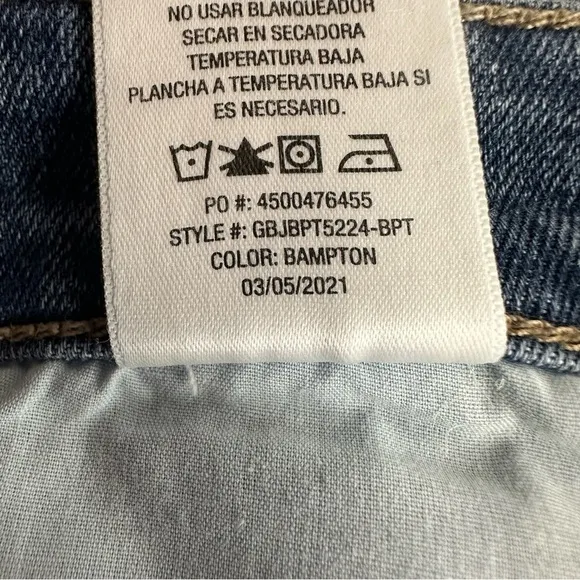 NO USAR BLANQUEADOR
SECAR EN SECADORA
TEMPERATURA BAJA
PLANCHA A TEMPERATURA BAJA SI
ES NECESARIO.
PO #: 4500476455
STYLE #: GBJBPT5224-BPT
COLOR: BAMPTON
03/05/2021